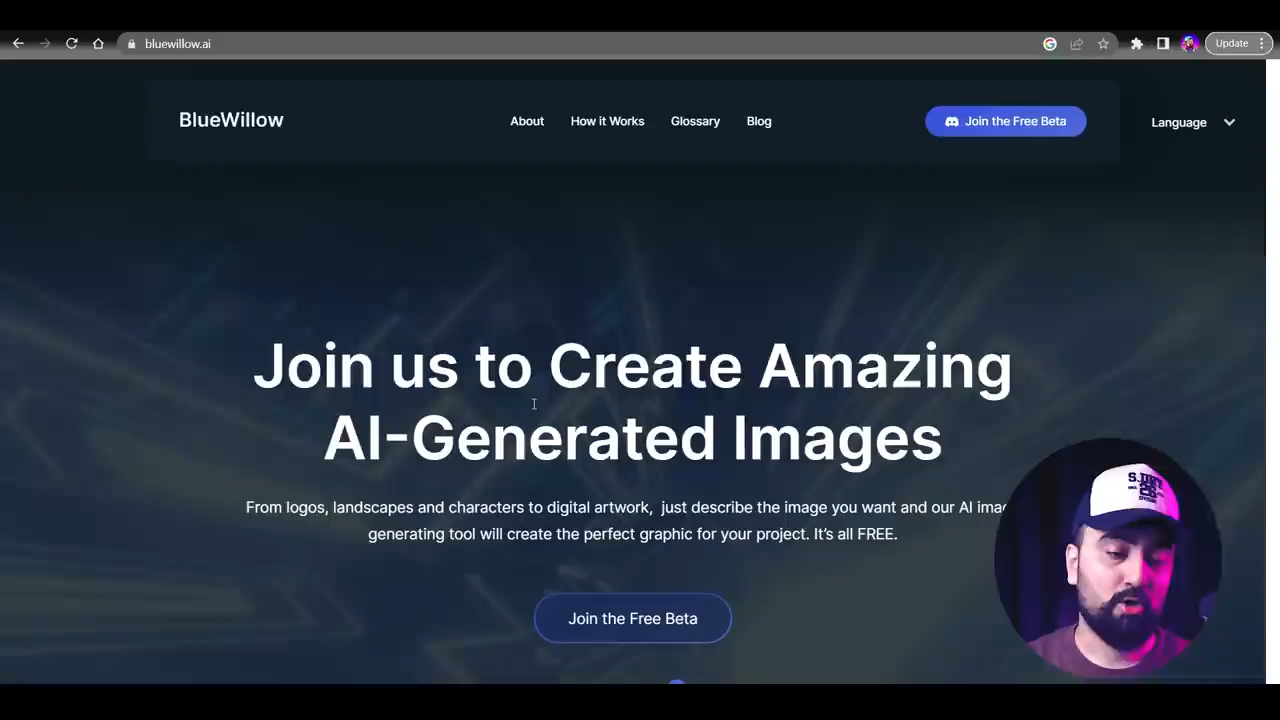 bluewillow.ai
Update
BlueWillow
About
How it Works
Glossary
Blog
Join the Free Beta
Language
Join us to Create Amazing
AI-Generated Images
From logos, landscapes and characters to digital artwork, just describe the image you want and our AI
generating tool will create the perfect graphic for your project. It's all FREE.
Join the Free Beta